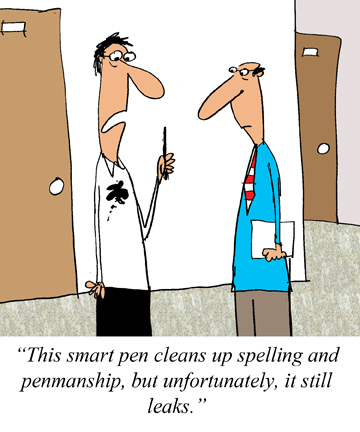 “This smart pen cleans up spelling and
penmanship, but unfortunately, it still
leaks.”